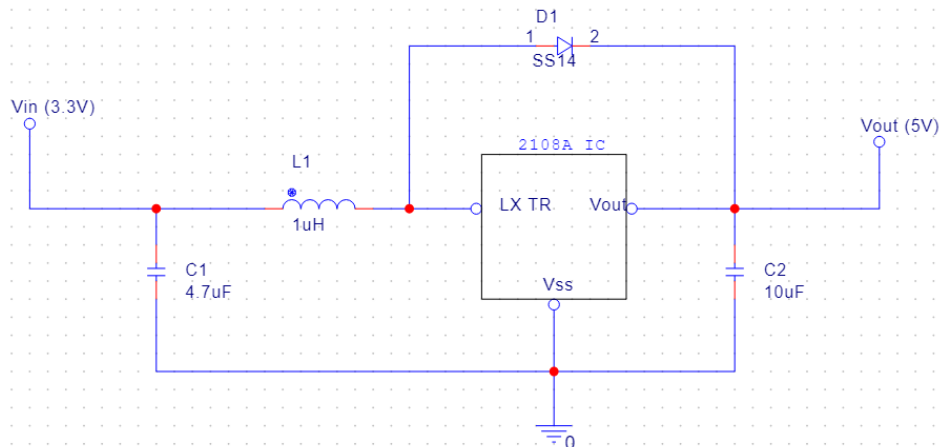 D1
1
2
SS14
Vin (3.3V)
Vout (5V)
2108A IC
L1
LX TR
Vout
1uH
C1
4.7uF
Vss
C2
10uF
0